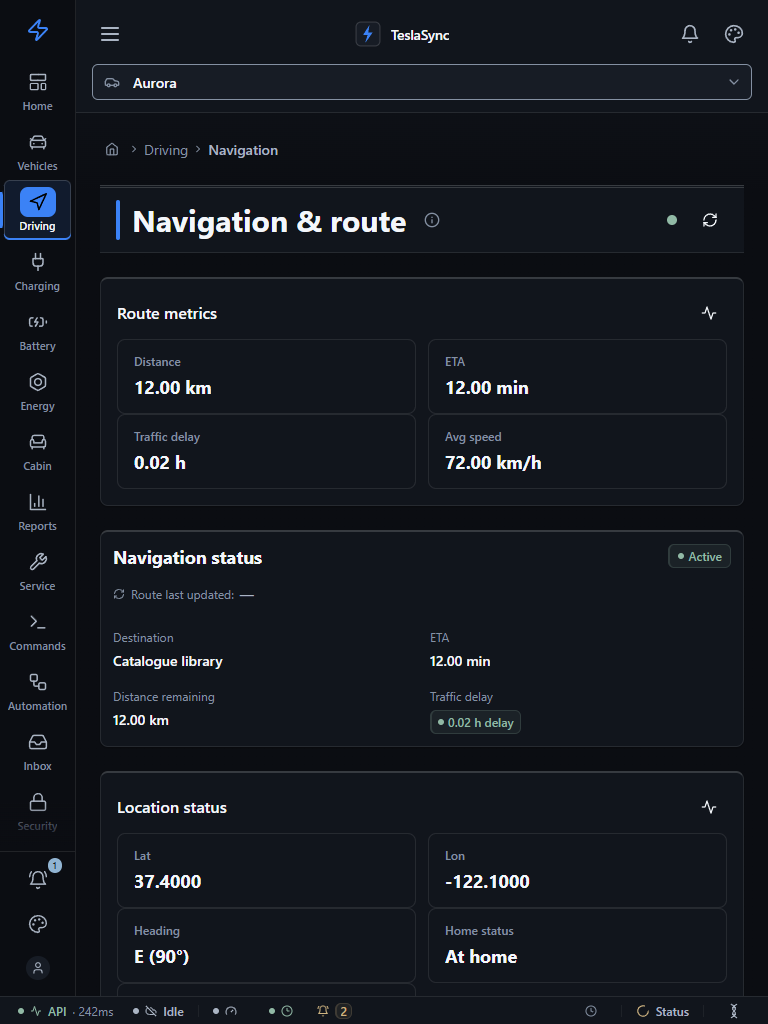 TeslaSync
Aurora
Home
Vehicles
Driving
Charging
Battery
Energy
Cabin
Reports
Service
Commands
Automation
Inbox
Security
1
Driving > Navigation
Navigation & route
Route metrics
Distance
12.00 km
ETA
12.00 min
Traffic delay
0.02 h
Avg speed
72.00 km/h
Navigation status
Active
Route last updated: —
Destination
Catalogue library
ETA
12.00 min
Distance remaining
12.00 km
Traffic delay
0.02 h delay
Location status
Lat
37.4000
Lon
-122.1000
Heading
E (90°)
Home status
At home
API · 242ms
Idle
2
Status